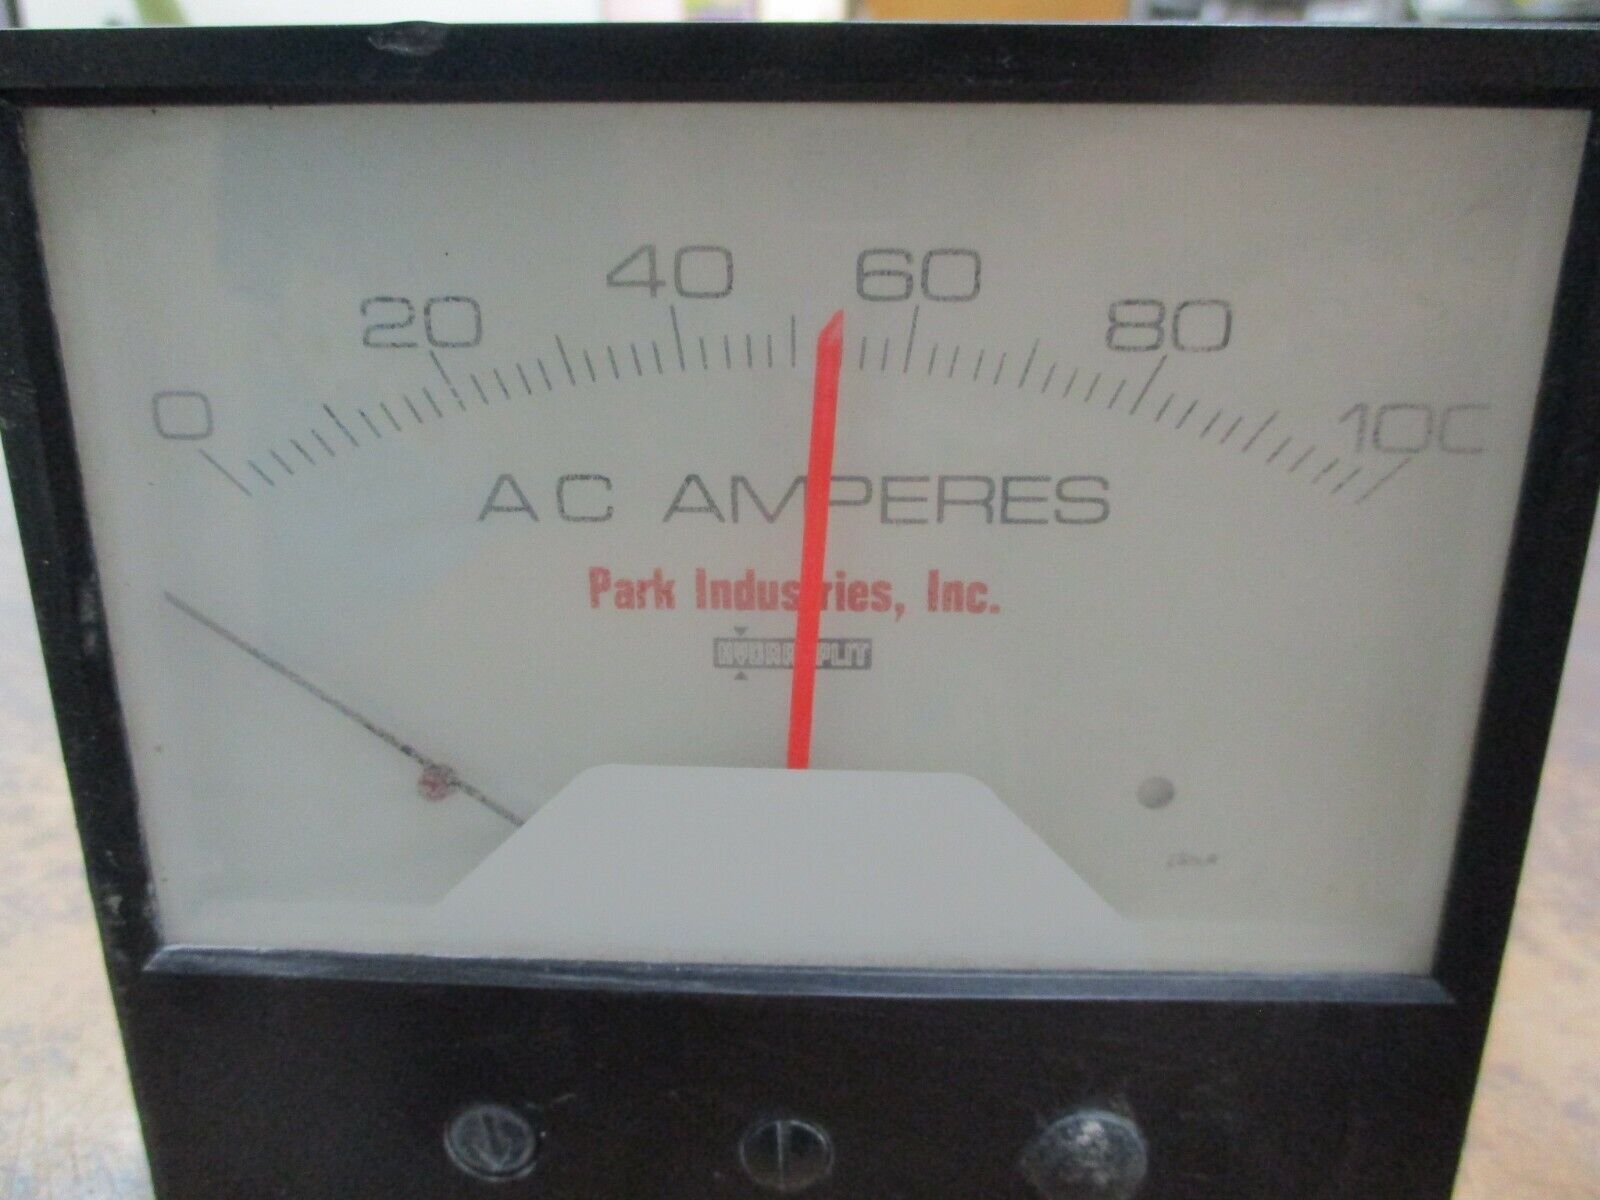 0 20 40 60 80 100
AC AMPERES
Park Industries, Inc.